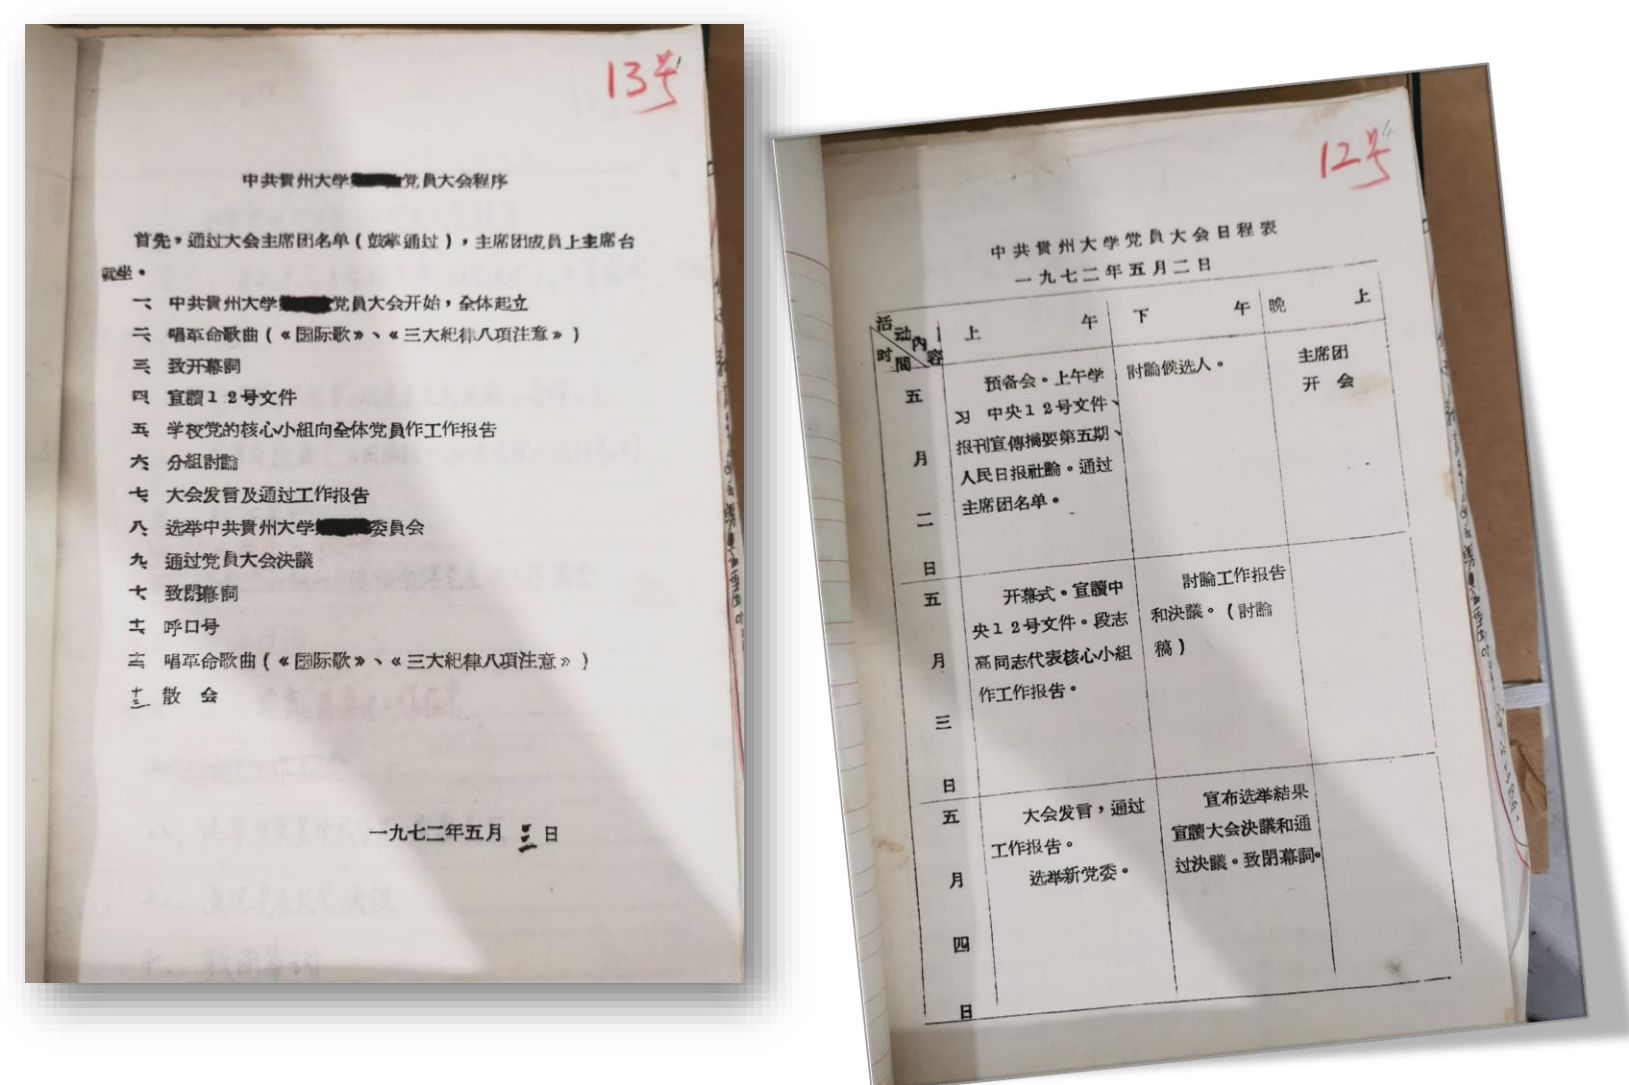 13号
中共貴州大学党員大会程序
首先，通过大会主席团名单(鼓掌通过)，主席团成員上主席台
就坐。
一、中共貴州大学党員大会开始，全体起立
二、唱革命歌曲(《国际歌》、《三大紀律八項注意》)
三、致开幕詞
四、宣讀12号文件
五、学校党的核心小組向全体党員作工作报告
六、分組討論
七、大会发言及通过工作报告
八、选举中共貴州大学委員会
九、通过党員大会決議
十、致閉幕詞
十一、呼口号
十二、唱革命歌曲(《国际歌》、《三大紀律八項注意》)
十三、散 会
一九七二年五月三日
12号
中共貴州大学党員大会日程表
一九七二年五月二日
活动内容
时間
上 午
下 午
晚 上
五月二日
預备会。上午学
习 中央12号文件、
报刊宣傳摘要第五期、
人民日报社論。通过
主席团名单。
討論候选人。
主席团
开 会
五月三日
开幕式。宣讀中
央12号文件。段志
高同志代表核心小組
作工作报告。
討論工作报告
和決議。(討論
稿)
五月四日
大会发言，通过
工作报告。
选举新党委。
宣布选举結果
宣讀大会決議和通
过決議。致閉幕詞。